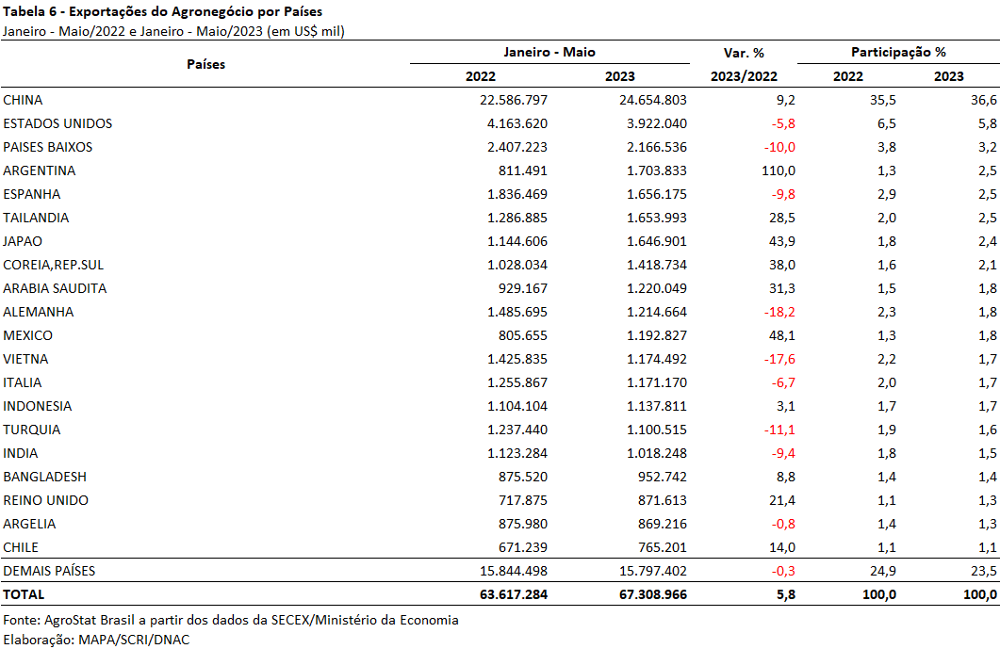 Tabela 6 - Exportações do Agronegócio por Países
Janeiro - Maio/2022 e Janeiro - Maio/2023 (em US$ mil)
Países Janeiro - Maio Var. % Participação %
2022 2023 2023/2022 2022 2023
CHINA 22.586.797 24.654.803 9,2 35,5 36,6
ESTADOS UNIDOS 4.163.620 3.922.040 -5,8 6,5 5,8
PAISES BAIXOS 2.407.223 2.166.536 -10,0 3,8 3,2
ARGENTINA 811.491 1.703.833 110,0 1,3 2,5
ESPANHA 1.836.469 1.656.175 -9,8 2,9 2,5
TAILANDIA 1.286.885 1.653.993 28,5 2,0 2,5
JAPAO 1.144.606 1.646.901 43,9 1,8 2,4
COREIA,REP.SUL 1.028.034 1.418.734 38,0 1,6 2,1
ARABIA SAUDITA 929.167 1.220.049 31,3 1,5 1,8
ALEMANHA 1.485.695 1.214.664 -18,2 2,3 1,8
MEXICO 805.655 1.192.827 48,1 1,3 1,8
VIETNA 1.425.835 1.174.492 -17,6 2,2 1,7
ITALIA 1.255.867 1.171.170 -6,7 2,0 1,7
INDONESIA 1.104.104 1.137.811 3,1 1,7 1,7
TURQUIA 1.237.440 1.100.515 -11,1 1,9 1,6
INDIA 1.123.284 1.018.248 -9,4 1,8 1,5
BANGLADESH 875.520 952.742 8,8 1,4 1,4
REINO UNIDO 717.875 871.613 21,4 1,1 1,3
ARGELIA 875.980 869.216 -0,8 1,4 1,3
CHILE 671.239 765.201 14,0 1,1 1,1
DEMAIS PAÍSES 15.844.498 15.797.402 -0,3 24,9 23,5
TOTAL 63.617.284 67.308.966 5,8 100,0 100,0
Fonte: AgroStat Brasil a partir dos dados da SECEX/Ministério da Economia
Elaboração: MAPA/SCRI/DNAC